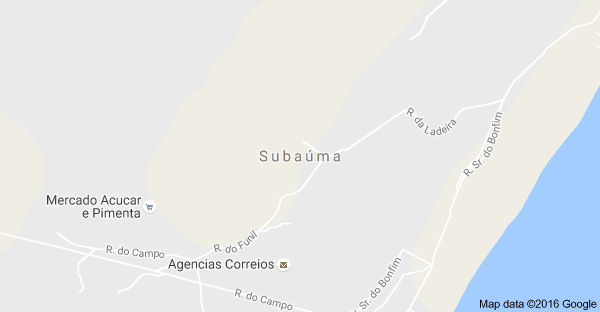 R. da Ladeira
R. Sr. do Bonfim
Subaúma
Mercado Acucar
e Pimenta
R. do Funil
R. do Campo
Agencias Correios
R. do Campo
R. Sr. do Bonfim
Map data ©2016 Google